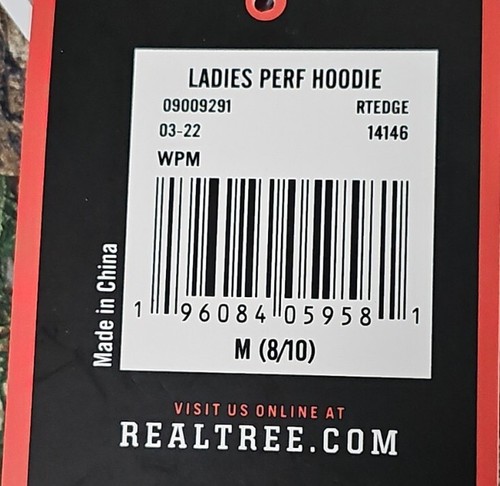 LADIES PERF HOODIE
09009291 RTEDGE
03-22 14146
WPM
1 96084 05958 1
M (8/10)
Made in China
VISIT US ONLINE AT
REALTREE.COM